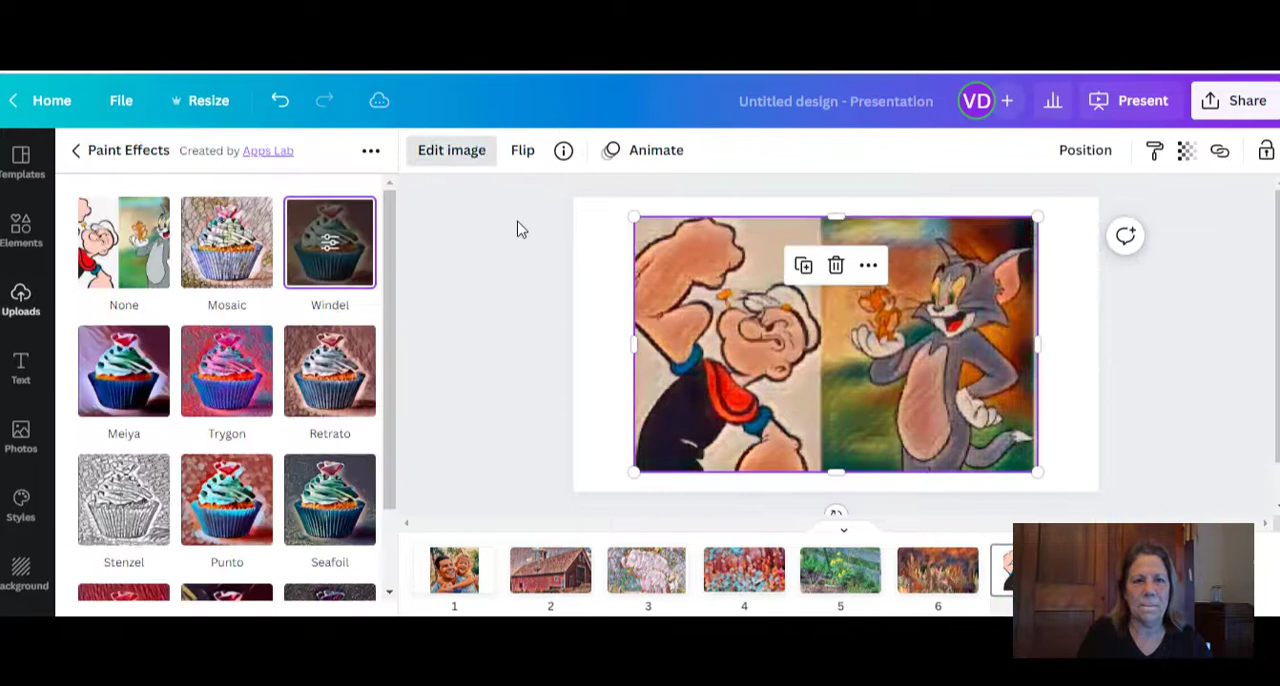 Home File Resize Untitled design - Presentation VD + Present Share
Paint Effects Created by Apps Lab ••• Edit image Flip Animate Position
Templates
Elements
Uploads
Text
Photos
Styles
ackground
None Mosaic Windel
Meiya Trygon Retrato
Stenzel Punto Seafoil
1 2 3 4 5 6